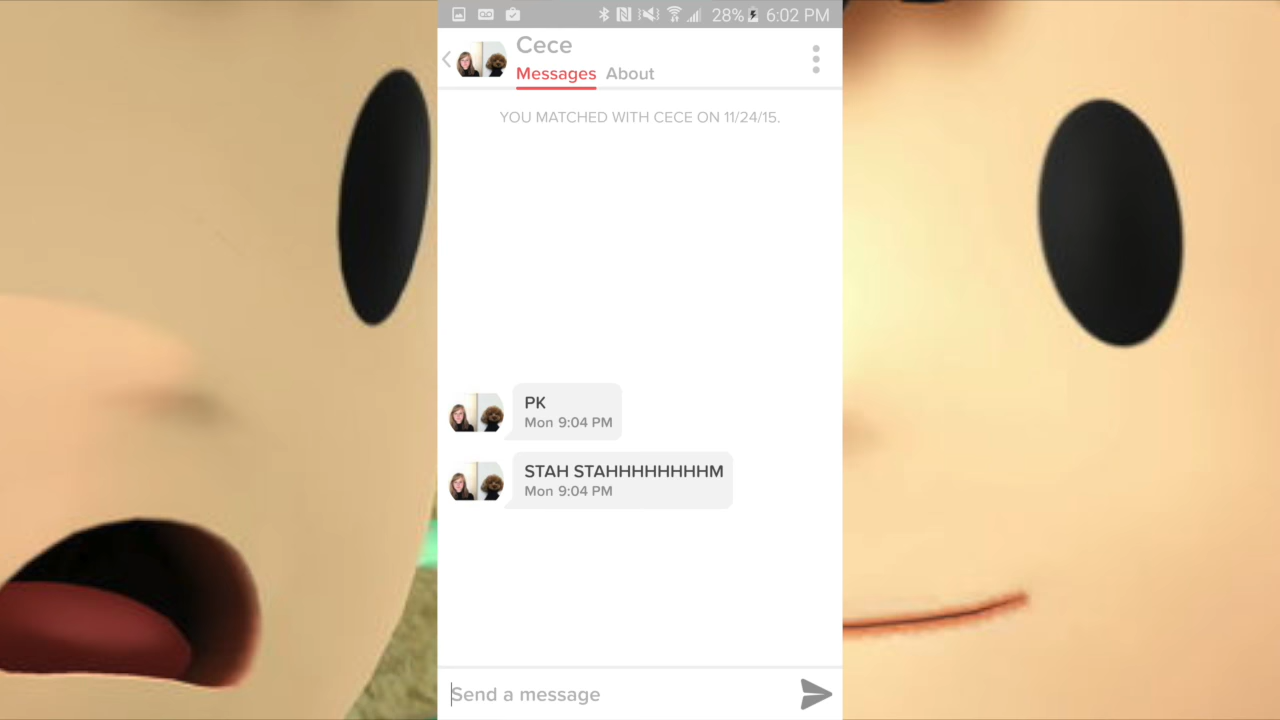 28% 6:02 PM
Cece
Messages About
YOU MATCHED WITH CECE ON 11/24/15.
PK
Mon 9:04 PM
STAH STAHHHHHHHHM
Mon 9:04 PM
Send a message